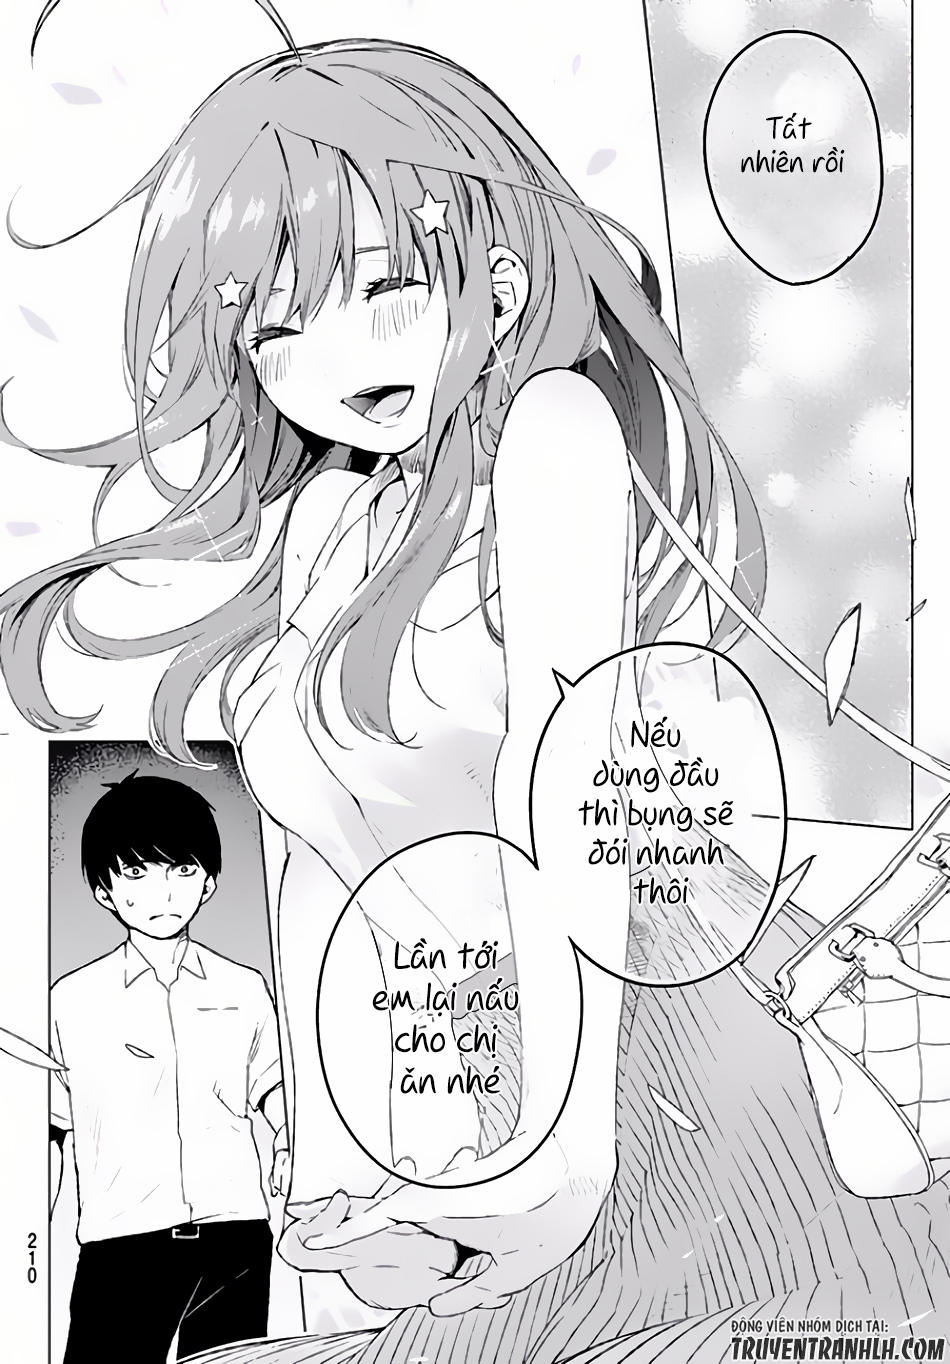 Tất
nhiên rồi
Nếu
dùng đầu
thì bụng sẽ
đói nhanh
thôi
Lần tới
em lại nấu
cho chị
ăn nhé
210
ĐỘNG VIÊN NHÓM DỊCH TẠI:
TRUYENTRANHLH.COM